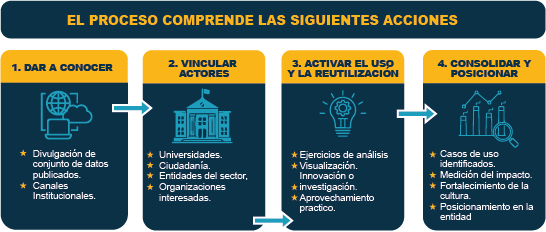 EL PROCESO COMPRENDE LAS SIGUIENTES ACCIONES
1. DAR A CONOCER
Divulgación de
conjunto de datos
publicados.
Canales
Institucionales.
2. VINCULAR
ACTORES
Universidades.
Ciudadanía.
Entidades del sector,
Organizaciones
interesadas.
3. ACTIVAR EL USO
Y LA REUTILIZACIÓN
Ejercicios de análisis
Visualización.
Innovación o
investigación.
Aprovechamiento
practico.
4. CONSOLIDAR Y
POSICIONAR
Casos de uso
identificados.
Medición del impacto.
Fortalecimiento de la
cultura.
Posicionamiento en la
entidad